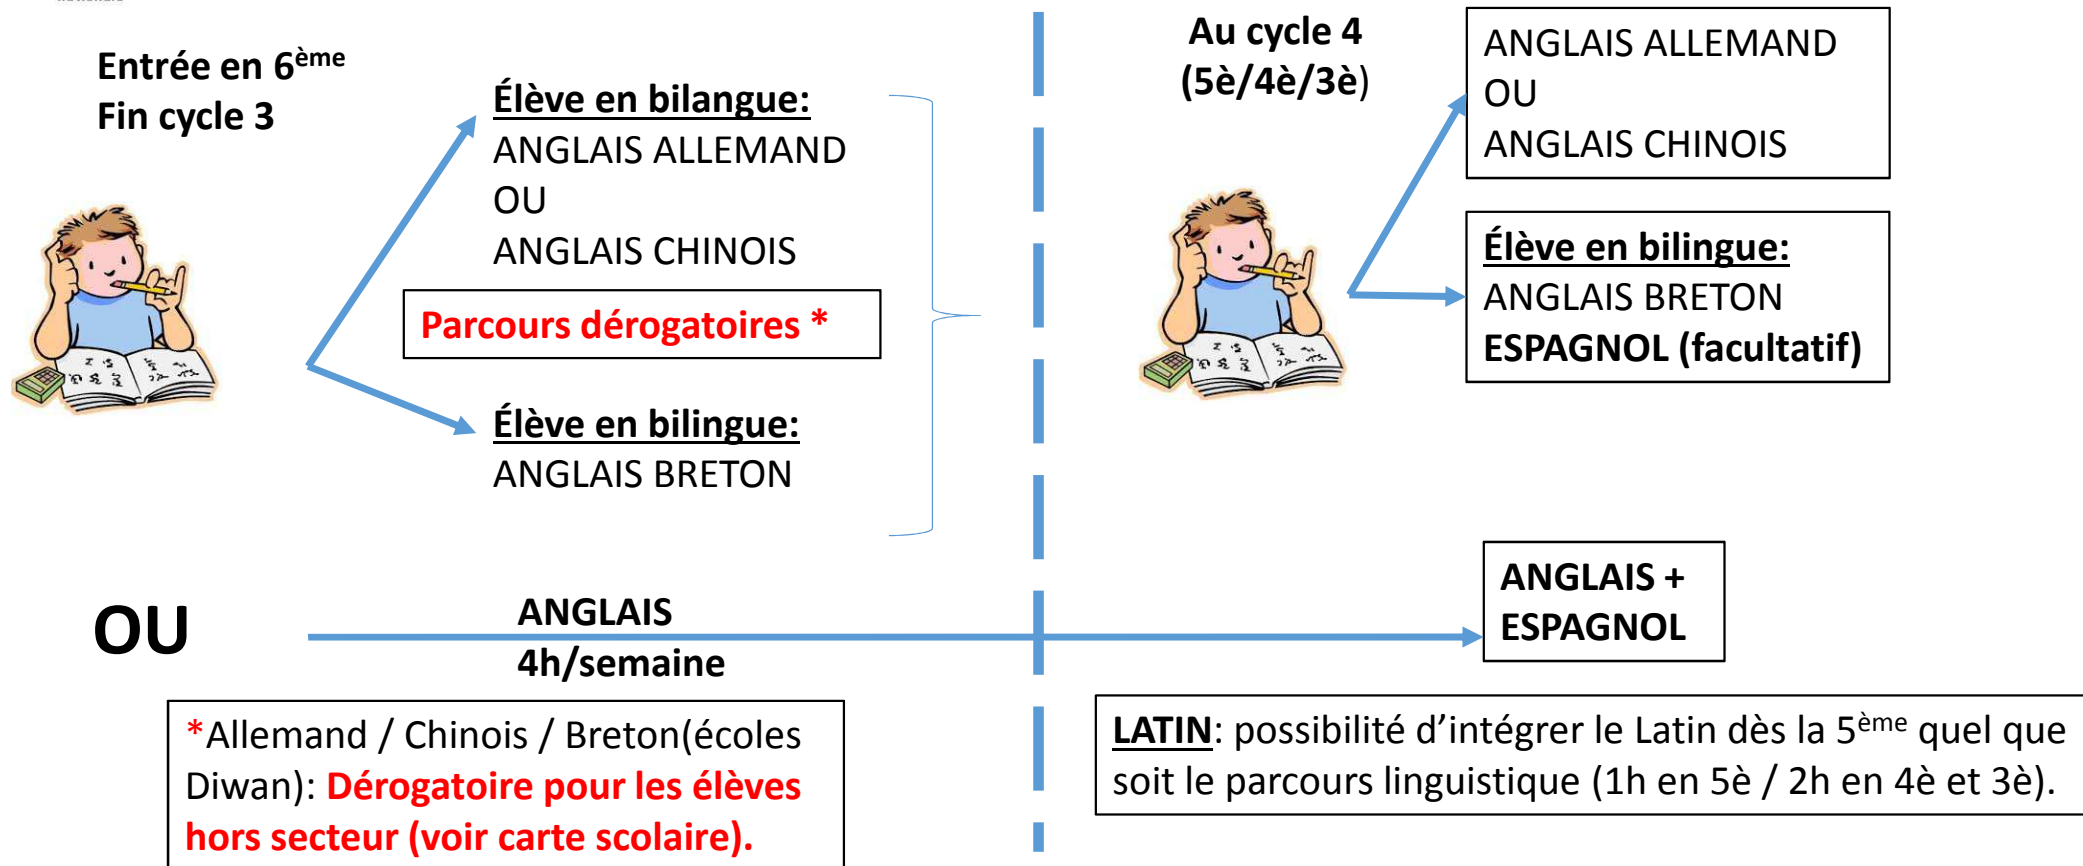 Entrée en 6ème
Fin cycle 3
Élève en bilangue:
ANGLAIS ALLEMAND
OU
ANGLAIS CHINOIS
Parcours dérogatoires *
Élève en bilingue:
ANGLAIS BRETON
OU
ANGLAIS
4h/semaine
*Allemand / Chinois / Breton(écoles
Diwan): Dérogatoire pour les élèves
hors secteur (voir carte scolaire).
Au cycle 4
(5è/4è/3è)
ANGLAIS ALLEMAND
OU
ANGLAIS CHINOIS
Élève en bilingue:
ANGLAIS BRETON
ESPAGNOL (facultatif)
ANGLAIS +
ESPAGNOL
LATIN: possibilité d’intégrer le Latin dès la 5ème quel que
soit le parcours linguistique (1h en 5è / 2h en 4è et 3è).